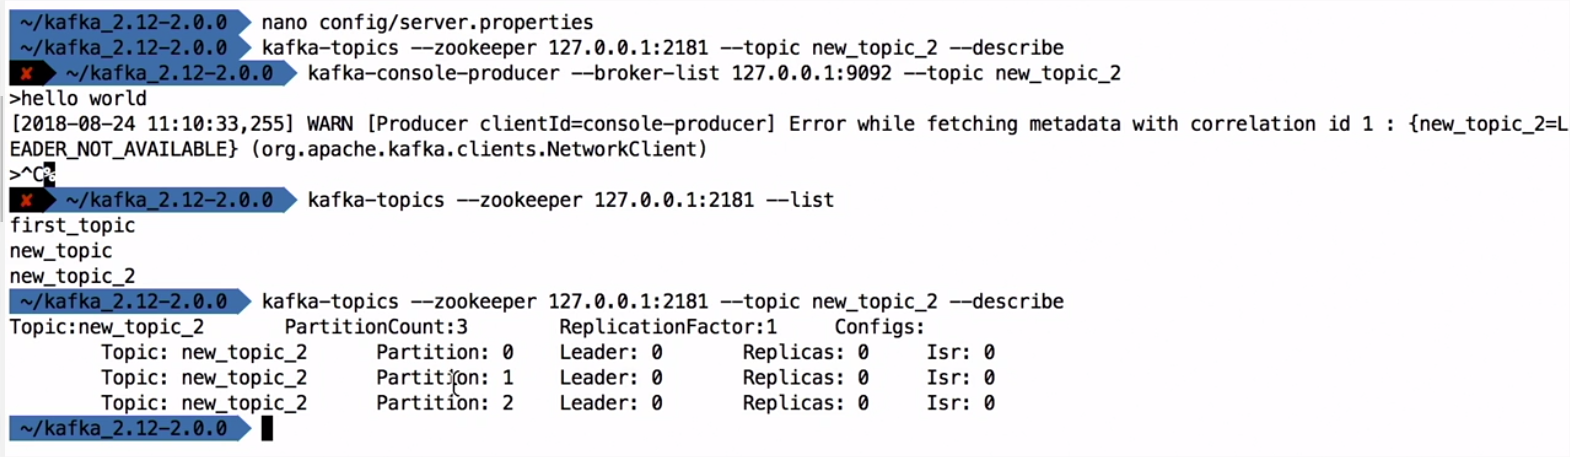 ~/kafka_2.12-2.0.0 nano config/server.properties
~/kafka_2.12-2.0.0 kafka-topics --zookeeper 127.0.0.1:2181 --topic new_topic_2 --describe
✘ ~/kafka_2.12-2.0.0 kafka-console-producer --broker-list 127.0.0.1:9092 --topic new_topic_2
>hello world
[2018-08-24 11:10:33,255] WARN [Producer clientId=console-producer] Error while fetching metadata with correlation id 1 : {new_topic_2=L
EADER_NOT_AVAILABLE} (org.apache.kafka.clients.NetworkClient)
>^C%
✘ ~/kafka_2.12-2.0.0 kafka-topics --zookeeper 127.0.0.1:2181 --list
first_topic
new_topic
new_topic_2
~/kafka_2.12-2.0.0 kafka-topics --zookeeper 127.0.0.1:2181 --topic new_topic_2 --describe
Topic:new_topic_2 PartitionCount:3 ReplicationFactor:1 Configs:
Topic: new_topic_2 Partition: 0 Leader: 0 Replicas: 0 Isr: 0
Topic: new_topic_2 Partition: 1 Leader: 0 Replicas: 0 Isr: 0
Topic: new_topic_2 Partition: 2 Leader: 0 Replicas: 0 Isr: 0
~/kafka_2.12-2.0.0